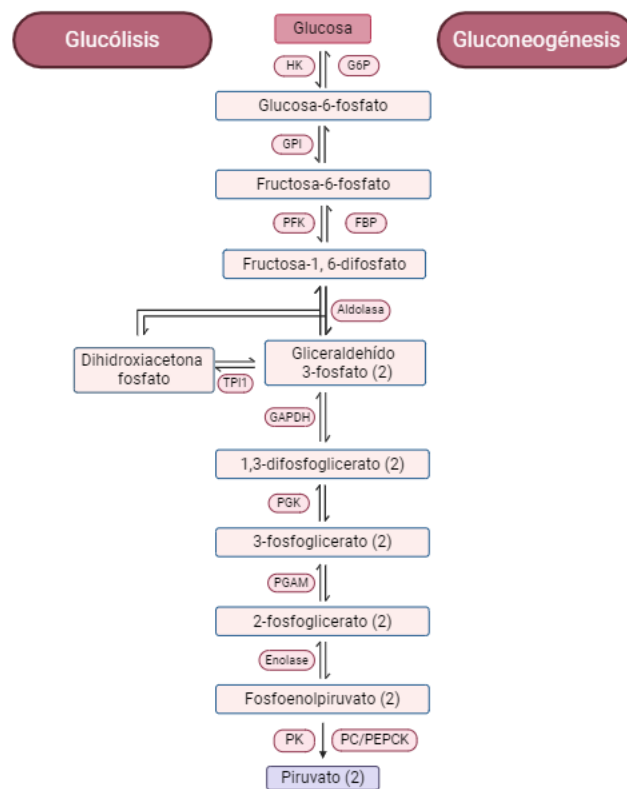 Glucólisis
Glucosa
Gluconeogénesis
HK
G6P
Glucosa-6-fosfato
GPI
Fructosa-6-fosfato
PFK
FBP
Fructosa-1, 6-difosfato
Aldolasa
Dihidroxiacetona
fosfato
Gliceraldehído
3-fosfato (2)
TPI1
GAPDH
1,3-difosfoglicerato (2)
PGK
3-fosfoglicerato (2)
PGAM
2-fosfoglicerato (2)
Enolase
Fosfoenolpiruvato (2)
PK
PC/PEPCK
Piruvato (2)